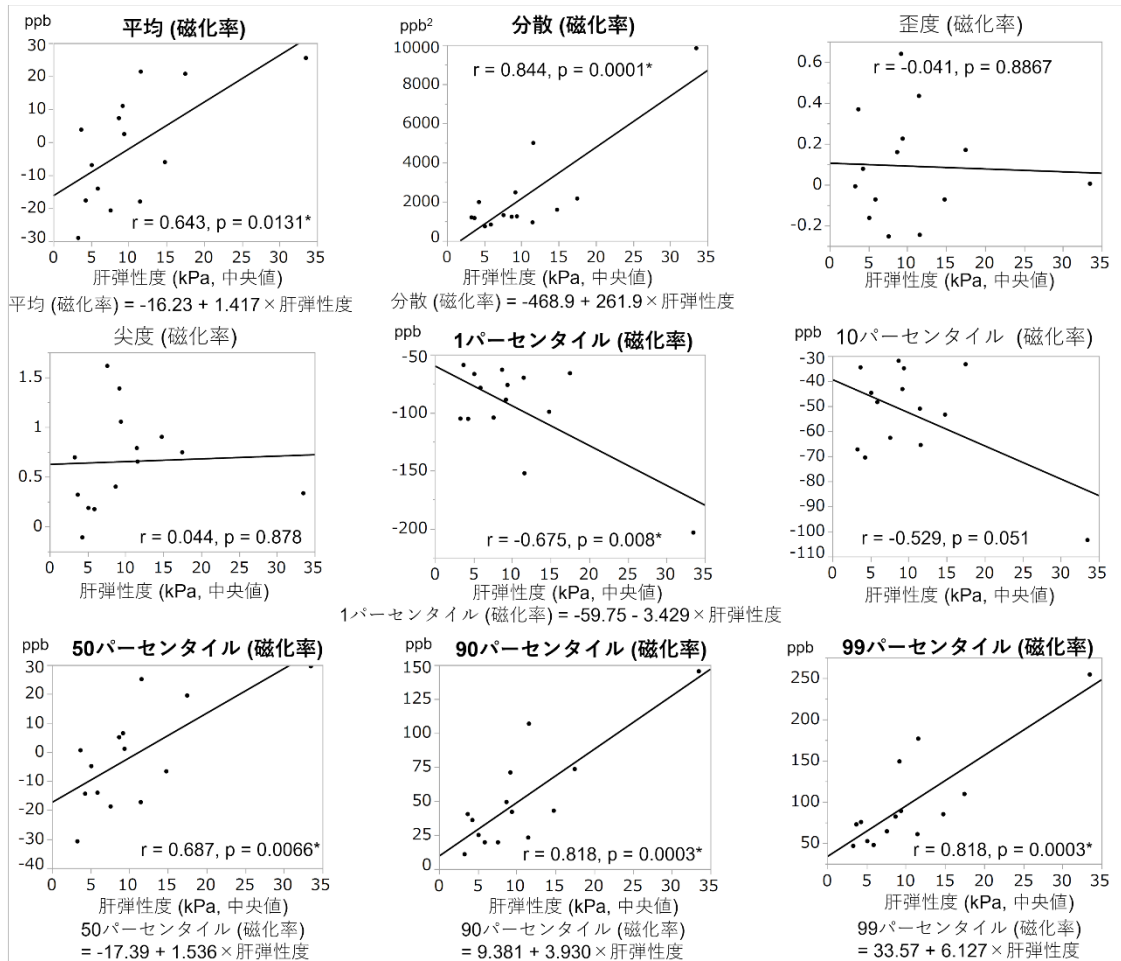 ppb
平均 (磁化率)
30
20
10
0
-10
-20
-30
r = 0.643, p = 0.0131*
0 5 10 15 20 25 30 35
肝弾性度 (kPa, 中央値)
平均 (磁化率) = -16.23 + 1.417×肝弾性度
ppb²
分散 (磁化率)
10000
8000
6000
4000
2000
0
r = 0.844, p = 0.0001*
0 5 10 15 20 25 30 35
肝弾性度 (kPa, 中央値)
分散 (磁化率) = -468.9 + 261.9×肝弾性度
歪度 (磁化率)
0.6
0.4
0.2
0
-0.2
r = -0.041, p = 0.8867
0 5 10 15 20 25 30 35
肝弾性度 (kPa, 中央値)
尖度 (磁化率)
1.5
1
0.5
0
r = 0.044, p = 0.878
0 5 10 15 20 25 30 35
肝弾性度 (kPa, 中央値)
ppb
1パーセンタイル (磁化率)
-50
-100
-150
-200
r = -0.675, p = 0.008*
0 5 10 15 20 25 30 35
肝弾性度 (kPa, 中央値)
1パーセンタイル (磁化率) = -59.75 - 3.429×肝弾性度
ppb
10パーセンタイル (磁化率)
-30
-40
-50
-60
-70
-80
-90
-100
-110
r = -0.529, p = 0.051
0 5 10 15 20 25 30 35
肝弾性度 (kPa, 中央値)
ppb
50パーセンタイル (磁化率)
30
20
10
0
-10
-20
-30
-40
r = 0.687, p = 0.0066*
0 5 10 15 20 25 30 35
肝弾性度 (kPa, 中央値)
50パーセンタイル (磁化率)
= -17.39 + 1.536×肝弾性度
ppb
90パーセンタイル (磁化率)
150
125
100
75
50
25
0
r = 0.818, p = 0.0003*
0 5 10 15 20 25 30 35
肝弾性度 (kPa, 中央値)
90パーセンタイル (磁化率)
= 9.381 + 3.930×肝弾性度
ppb
99パーセンタイル (磁化率)
250
200
150
100
50
r = 0.818, p = 0.0003*
0 5 10 15 20 25 30 35
肝弾性度 (kPa, 中央値)
99パーセンタイル (磁化率)
= 33.57 + 6.127×肝弾性度